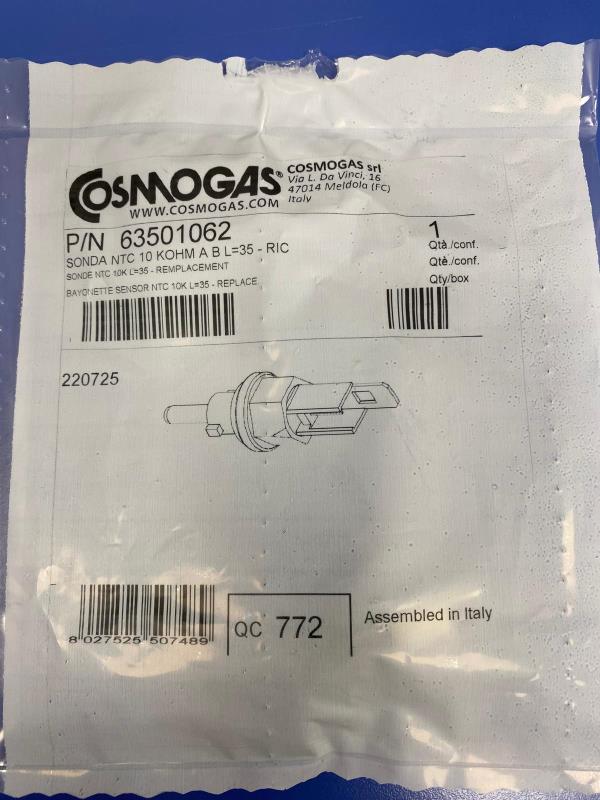 COSMOGAS®
WWW.COSMOGAS.COM
COSMOGAS srl
Via L. Da Vinci, 16
47014 Meldola (FC)
Italy
P/N 63501062
SONDA NTC 10 KOHM A B L=35 - RIC
SONDE NTC 10K L=35 - REMPLACEMENT
BAYONETTE SENSOR NTC 10K L=35 - REPLACE
1
Qtà./conf.
Qtè./conf.
Qty/box
220725
8 027525 507489
QC 772
Assembled in Italy